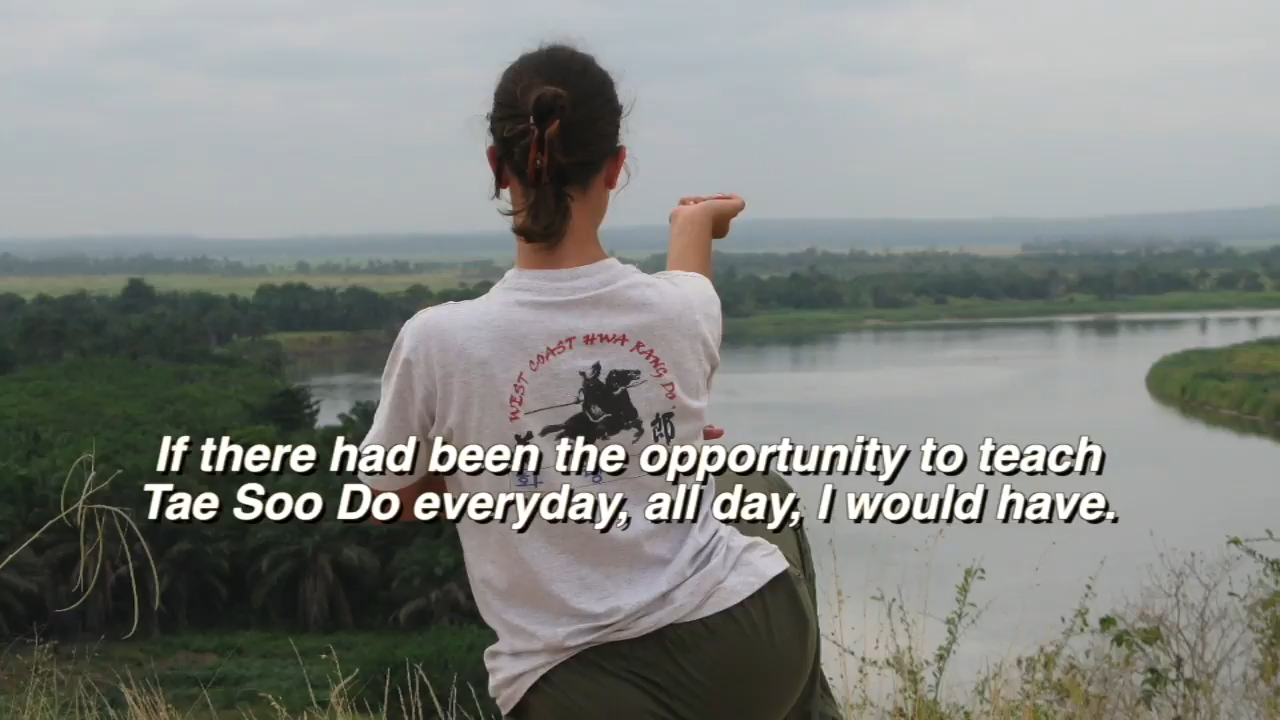 WEST COAST HWA RANG DO
郎
If there had been the opportunity to teach
Tae Soo Do everyday, all day, I would have.